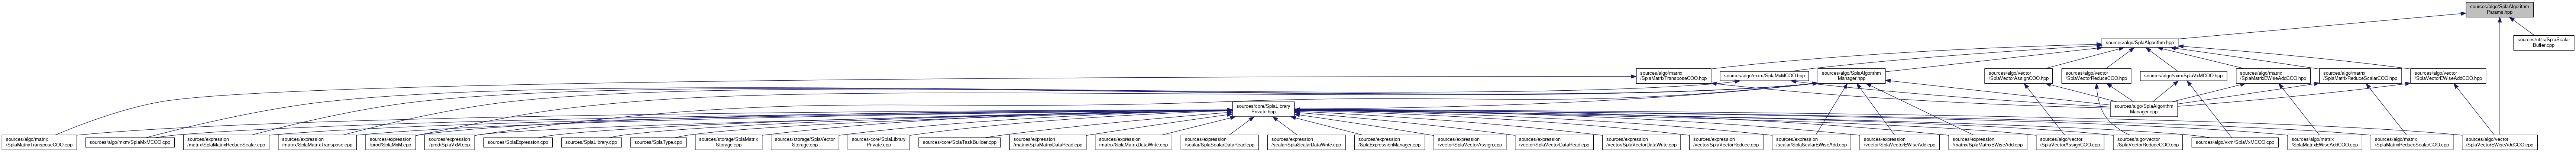 sources/algo/SplaAlgorithm
Params.hpp
sources/algo/SplaAlgorithm.hpp
sources/utils/SplaScalar
Buffer.cpp
sources/algo/matrix
/SplaMatrixTransposeCOO.hpp
sources/algo/mxm/SplaMxMCOO.hpp
sources/algo/SplaAlgorithm
Manager.hpp
sources/algo/vector
/SplaVectorAssignCOO.hpp
sources/algo/vector
/SplaVectorReduceCOO.hpp
sources/algo/vxm/SplaVxMCOO.hpp
sources/algo/matrix
/SplaMatrixEWiseAddCOO.hpp
sources/algo/matrix
/SplaMatrixReduceScalarCOO.hpp
sources/algo/vector
/SplaVectorEWiseAddCOO.hpp
sources/core/SplaLibrary
Private.hpp
sources/algo/SplaAlgorithm
Manager.cpp
sources/algo/matrix
/SplaMatrixTransposeCOO.cpp
sources/algo/mxm/SplaMxMCOO.cpp
sources/expression
/matrix/SplaMatrixReduceScalar.cpp
sources/expression
/matrix/SplaMatrixTranspose.cpp
sources/expression
/prod/SplaMxM.cpp
sources/expression
/prod/SplaVxM.cpp
sources/SplaExpression.cpp
sources/SplaLibrary.cpp
sources/SplaType.cpp
sources/storage/SplaMatrix
Storage.cpp
sources/storage/SplaVector
Storage.cpp
sources/core/SplaLibrary
Private.cpp
sources/core/SplaTaskBuilder.cpp
sources/expression
/matrix/SplaMatrixDataRead.cpp
sources/expression
/matrix/SplaMatrixDataWrite.cpp
sources/expression
/scalar/SplaScalarDataRead.cpp
sources/expression
/scalar/SplaScalarDataWrite.cpp
sources/expression
/SplaExpressionManager.cpp
sources/expression
/vector/SplaVectorAssign.cpp
sources/expression
/vector/SplaVectorDataRead.cpp
sources/expression
/vector/SplaVectorDataWrite.cpp
sources/expression
/vector/SplaVectorReduce.cpp
sources/expression
/scalar/SplaScalarEWiseAdd.cpp
sources/expression
/vector/SplaVectorEWiseAdd.cpp
sources/expression
/matrix/SplaMatrixEWiseAdd.cpp
sources/algo/vector
/SplaVectorAssignCOO.cpp
sources/algo/vector
/SplaVectorReduceCOO.cpp
sources/algo/vxm/SplaVxMCOO.cpp
sources/algo/matrix
/SplaMatrixEWiseAddCOO.cpp
sources/algo/matrix
/SplaMatrixReduceScalarCOO.cpp
sources/algo/vector
/SplaVectorEWiseAddCOO.cpp